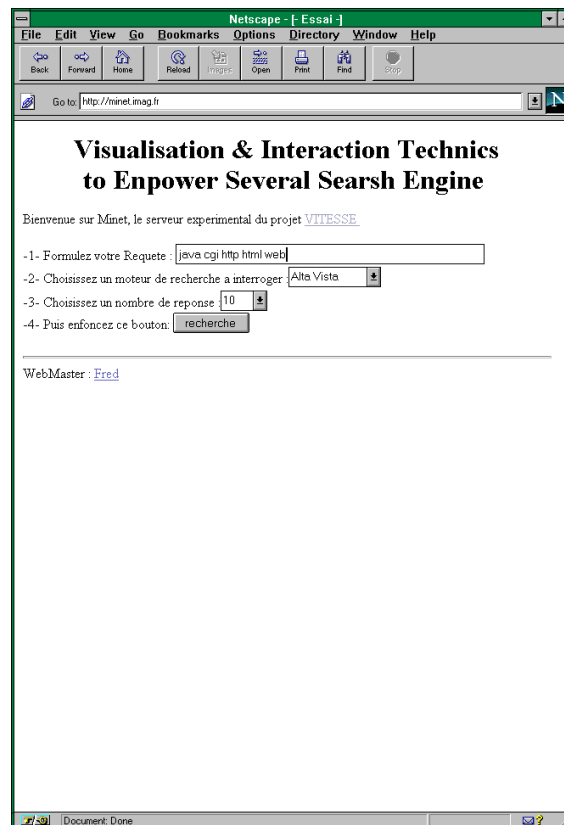 Netscape - [- Essai -]
File Edit View Go Bookmarks Options Directory Window Help
Back Forward Home Reload Images Open Print Find Stop
Go to: http://minet.imag.fr
N
Visualisation & Interaction Technics
to Enpower Several Searsh Engine
Bienvenue sur Minet, le serveur experimental du projet VITESSE
-1- Formulez votre Requete : java cgi http html web
-2- Choisissez un moteur de recherche a interroger : Alta Vista
-3- Choisissez un nombre de reponse : 10
-4- Puis enfoncez ce bouton: recherche
WebMaster : Fred
Document: Done
?